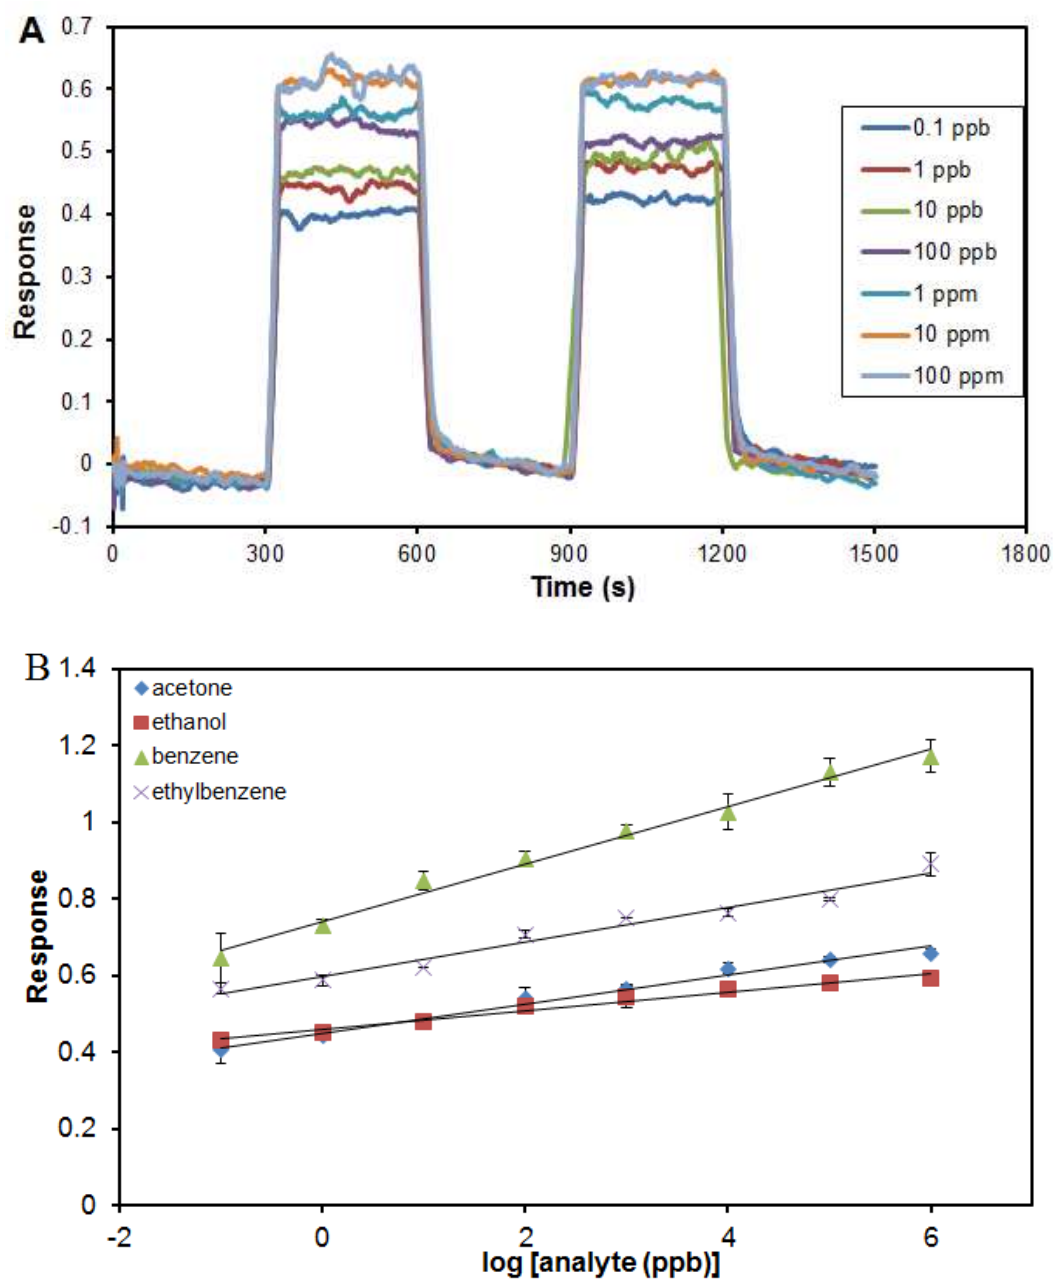 A
0.7
0.6
0.5
0.4
0.3
0.2
0.1
0
-0.1
Response
0.1 ppb
1 ppb
10 ppb
100 ppb
1 ppm
10 ppm
100 ppm
0 300 600 900 1200 1500 1800
Time (s)
B
1.4
1.2
1
0.8
0.6
0.4
0.2
0
Response
acetone
ethanol
benzene
ethylbenzene
-2 0 2 4 6
log [analyte (ppb)]